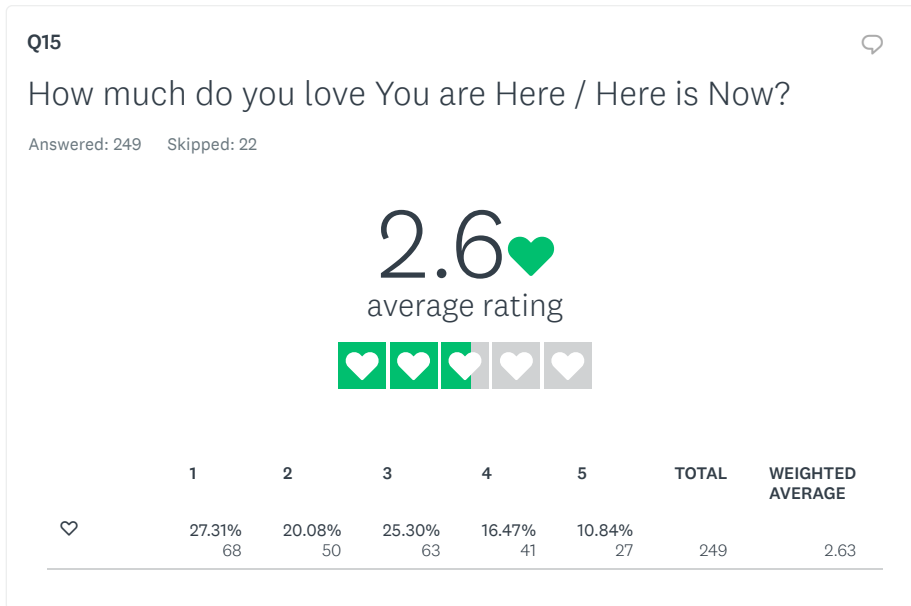 Q15
How much do you love You are Here / Here is Now?
Answered: 249 Skipped: 22
2.6
average rating
1 2 3 4 5 TOTAL WEIGHTED AVERAGE
27.31% 20.08% 25.30% 16.47% 10.84%
68 50 63 41 27 249 2.63